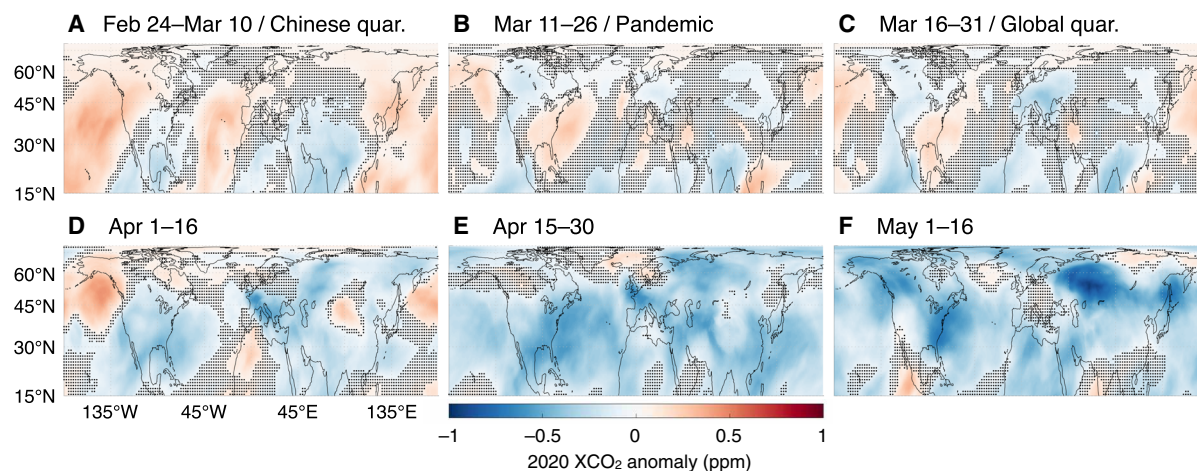 A Feb 24–Mar 10 / Chinese quar.
B Mar 11–26 / Pandemic
C Mar 16–31 / Global quar.
60°N
45°N
30°N
15°N
D Apr 1–16
E Apr 15–30
F May 1–16
60°N
45°N
30°N
15°N
135°W 45°W 45°E 135°E
−1 −0.5 0 0.5 1
2020 XCO₂ anomaly (ppm)